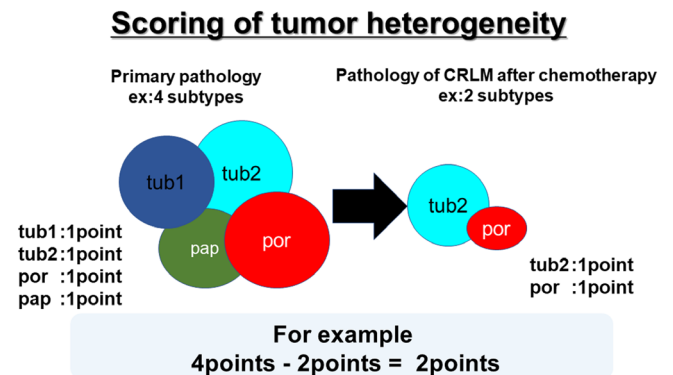 Scoring of tumor heterogeneity
Primary pathology
ex:4 subtypes
Pathology of CRLM after chemotherapy
ex:2 subtypes
tub1
tub2
pap
por
tub2
por
tub1:1point
tub2:1point
por :1point
pap :1point
tub2:1point
por :1point
For example
4points - 2points = 2points